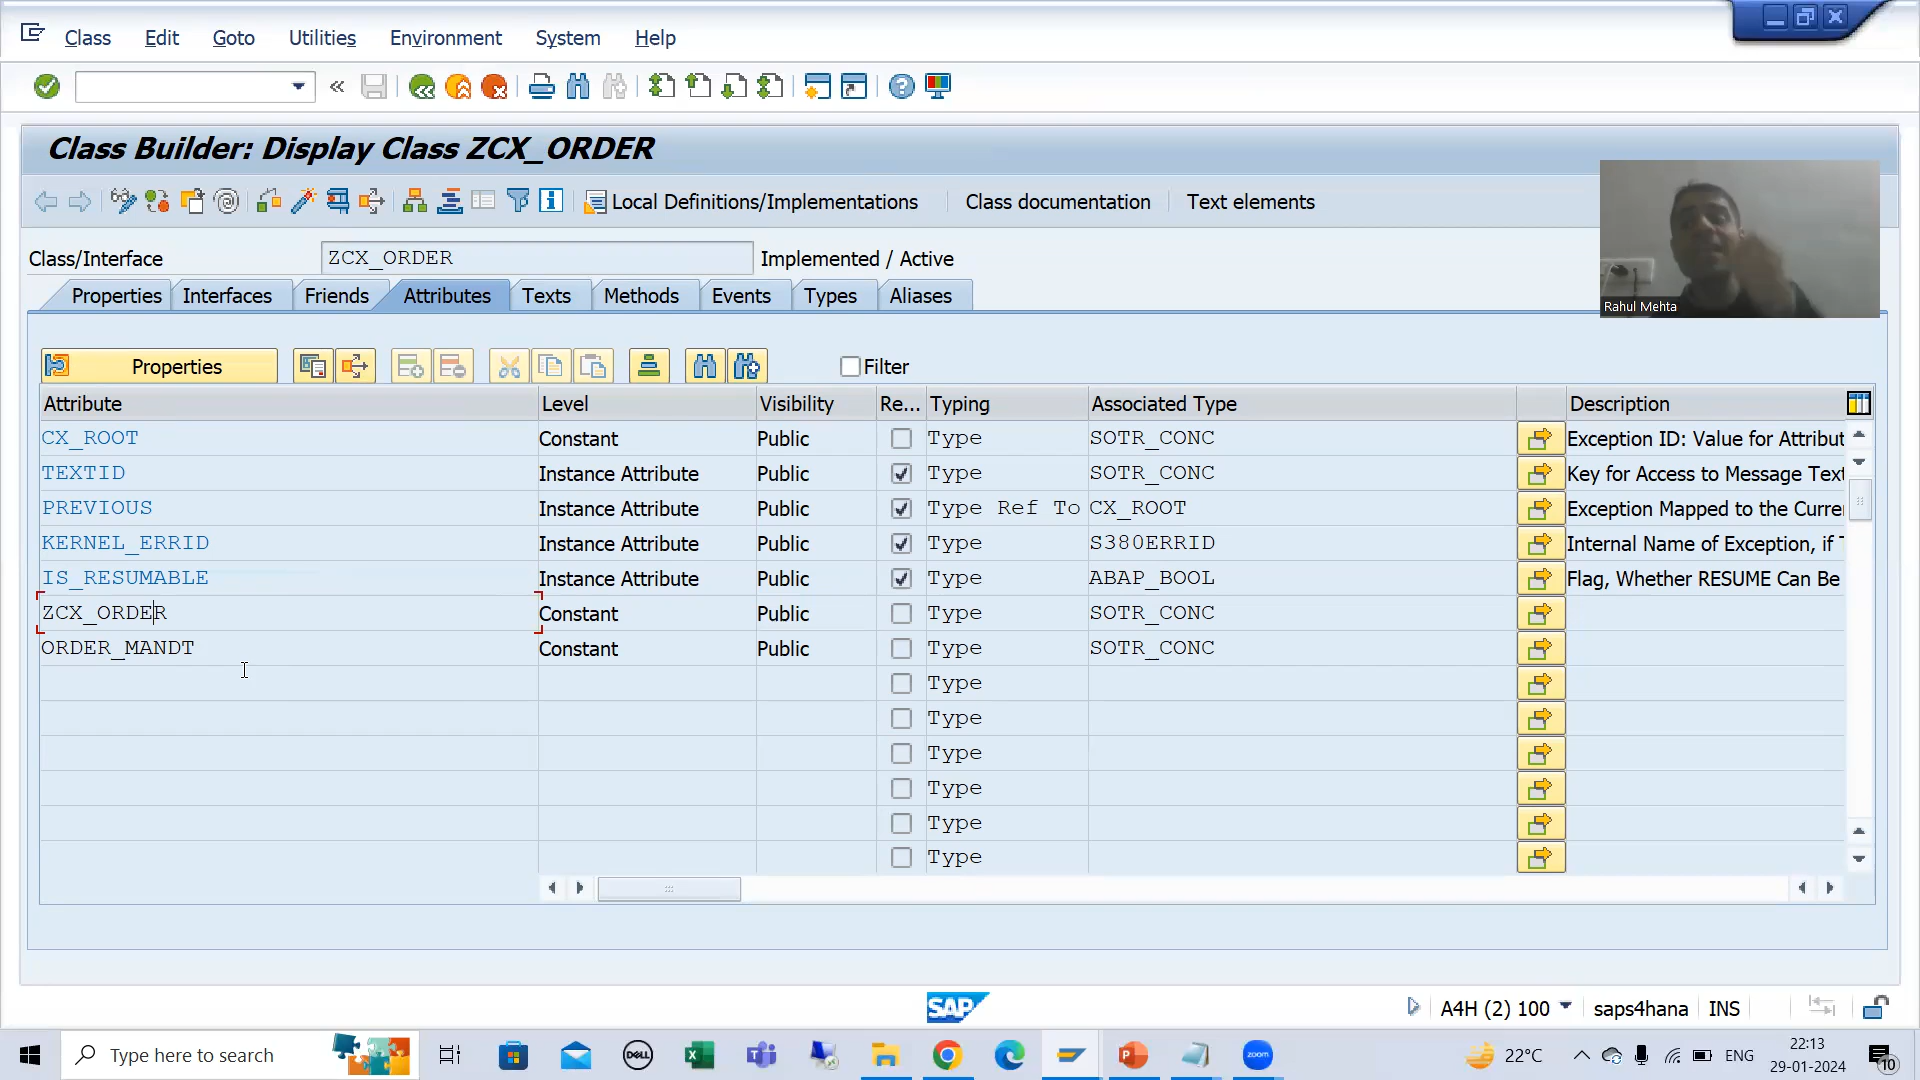 Class Edit Goto Utilities Environment System Help
Class Builder: Display Class ZCX_ORDER
Local Definitions/Implementations Class documentation Text elements
Rahul Mehta
Class/Interface ZCX_ORDER Implemented / Active
Properties Interfaces Friends Attributes Texts Methods Events Types Aliases
Properties Filter
Attribute Level Visibility Re... Typing Associated Type Description
CX_ROOT Constant Public Type SOTR_CONC Exception ID: Value for Attribut
TEXTID Instance Attribute Public Type SOTR_CONC Key for Access to Message Text
PREVIOUS Instance Attribute Public Type Ref To CX_ROOT Exception Mapped to the Curre
KERNEL_ERRID Instance Attribute Public Type S380ERRID Internal Name of Exception, if
IS_RESUMABLE Instance Attribute Public Type ABAP_BOOL Flag, Whether RESUME Can Be
ZCX_ORDER Constant Public Type SOTR_CONC
ORDER_MANDT Constant Public Type SOTR_CONC
Type
Type
Type
Type
Type
Type
SAP A4H (2) 100 saps4hana INS
Type here to search DELL zoom 22°C ENG 22:13
29-01-2024 10